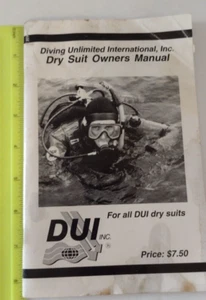 Diving Unlimited International, Inc.
Dry Suit Owners Manual
For all DUI dry suits
DUI INC.
®
Price: $7.50